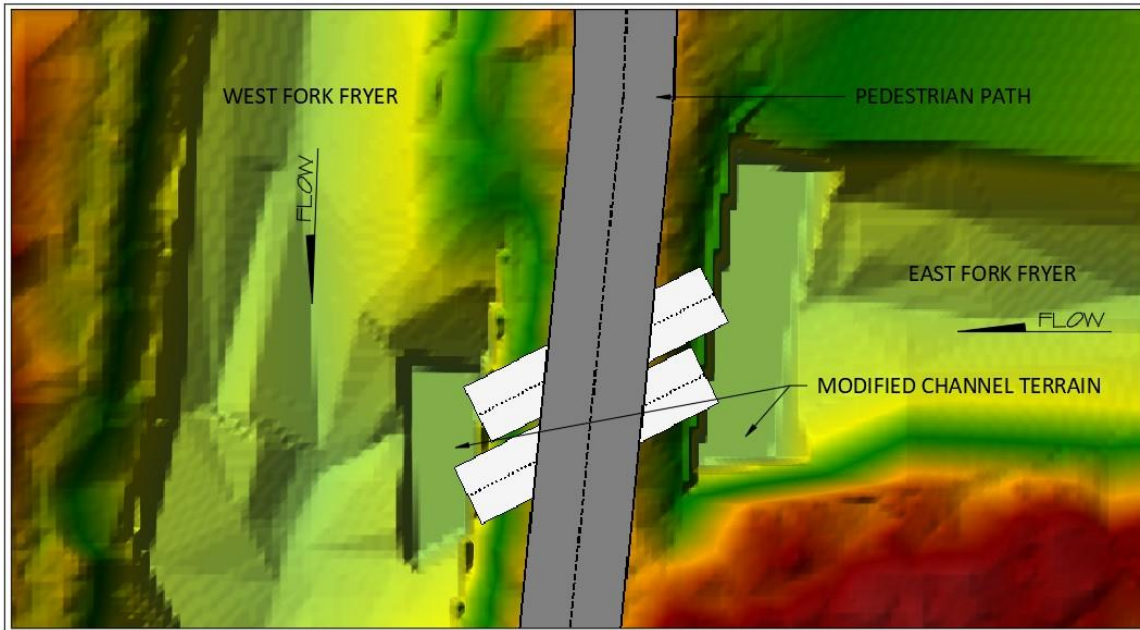 WEST FORK FRYER
PEDESTRIAN PATH
FLOW
EAST FORK FRYER
FLOW
MODIFIED CHANNEL TERRAIN